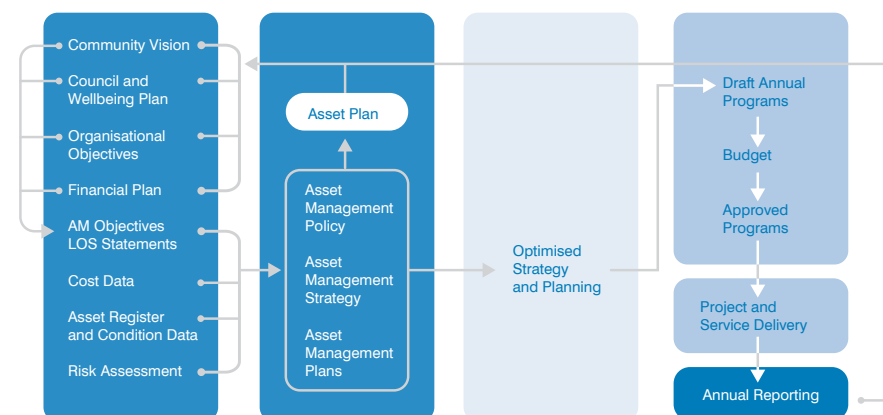 Community Vision
Council and
Wellbeing Plan
Organisational
Objectives
Financial Plan
AM Objectives
LOS Statements
Cost Data
Asset Register
and Condition Data
Risk Assessment
Asset Plan
Asset
Management
Policy
Asset
Management
Strategy
Asset
Management
Plans
Optimised
Strategy
and Planning
Draft Annual
Programs
Budget
Approved
Programs
Project and
Service Delivery
Annual Reporting